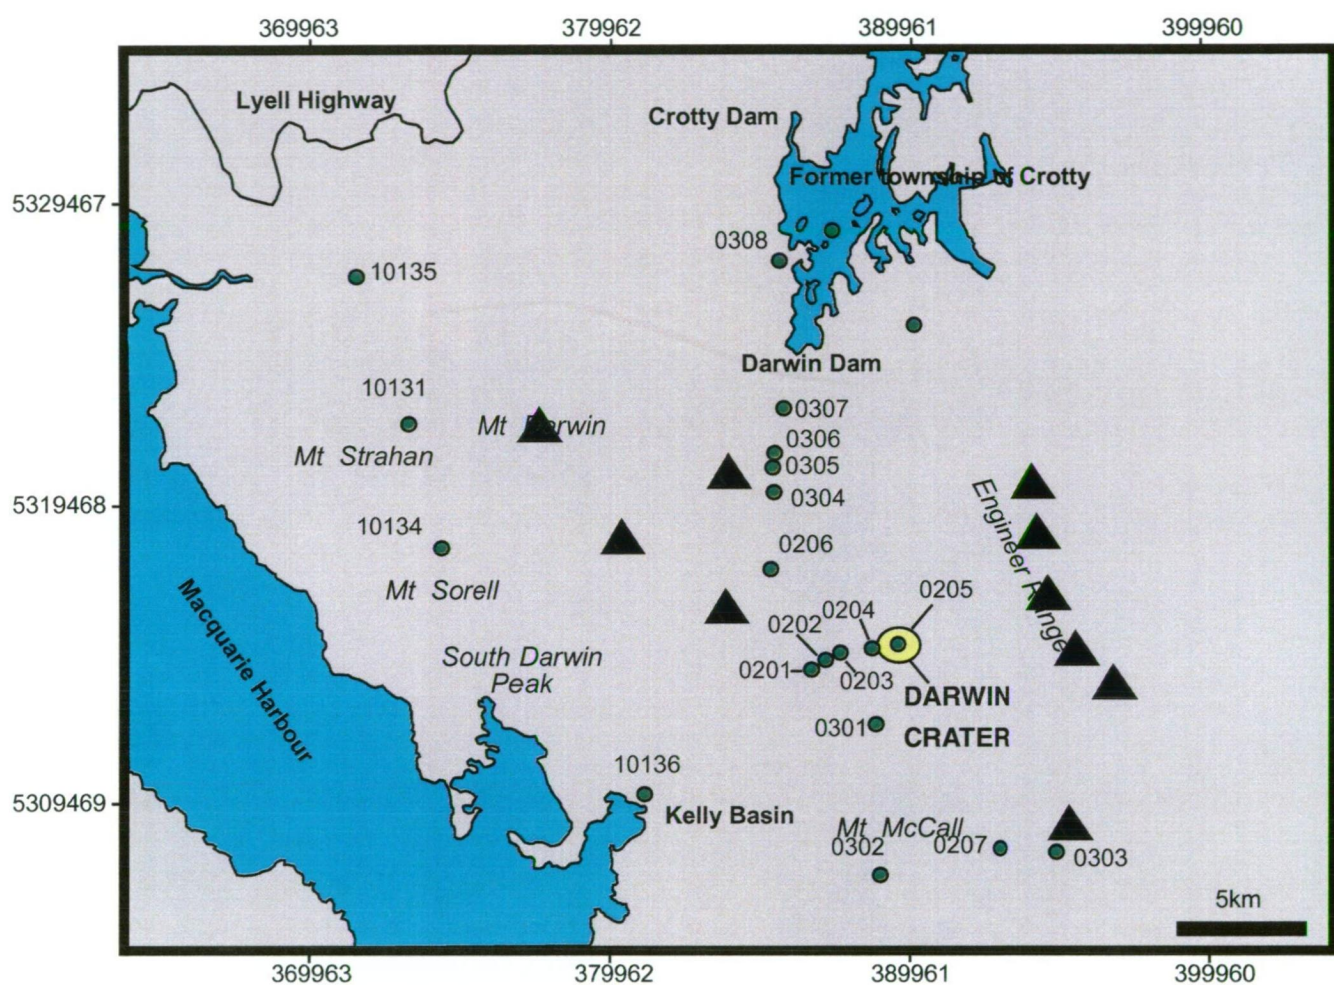 369963 379962 389961 399960
Lyell Highway
Crotty Dam
Former township of Crotty
5329467
0308
10135
Darwin Dam
10131
0307
Mt Darwin
0306
Mt Strahan
0305
0304
5319468
10134
Engineer Range
0206
Mt Sorell
0205
0204
0202
Macquarie Harbour
South Darwin
Peak
0201
0203
DARWIN
CRATER
0301
10136
5309469
Kelly Basin
Mt McCall
0302
0207
0303
5km
369963 379962 389961 399960